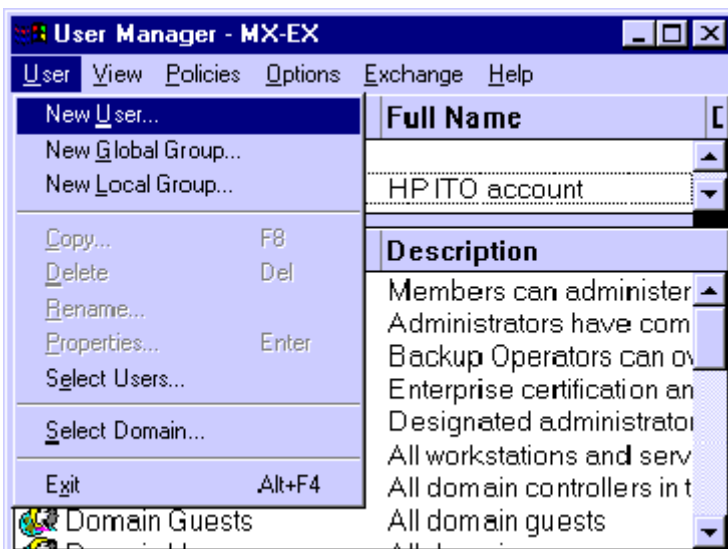 User Manager - MX-EX
User View Policies Options Exchange Help
New User...
New Global Group...
New Local Group...
Copy... F8
Delete Del
Rename...
Properties... Enter
Select Users...
Select Domain...
Exit Alt+F4
Full Name
HP ITO account
Description
Members can administer
Administrators have com
Backup Operators can ov
Enterprise certification an
Designated administrator
All workstations and serv
All domain controllers in t
Domain Guests All domain guests